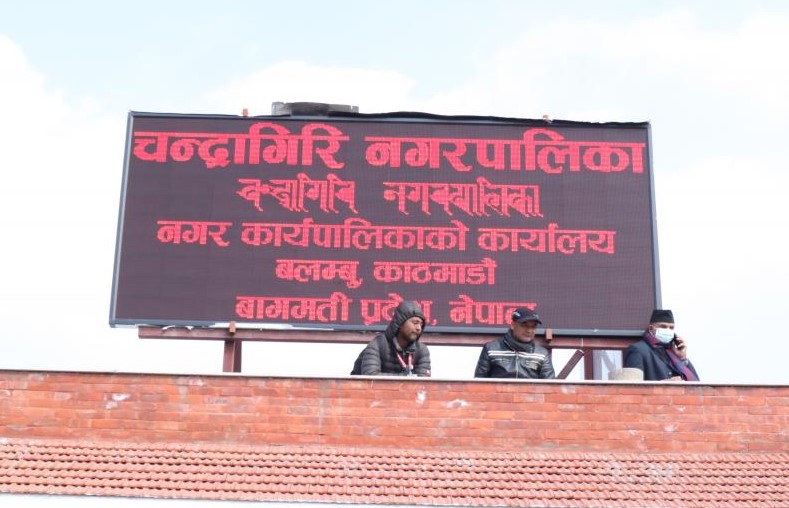 चन्द्रागिरि नगरपालिका
नगर कार्यपालिकाको कार्यालय
बलम्बु, काठमाडौं
बागमती प्रदेश, नेपाल